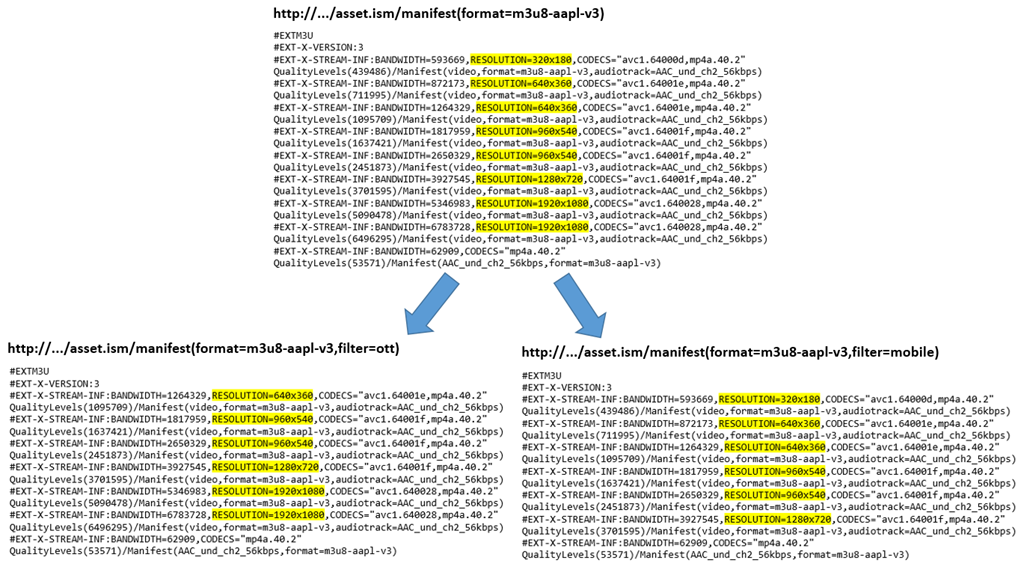 http://.../asset.ism/manifest(format=m3u8-aapl-v3)
#EXTM3U
#EXT-X-VERSION:3
#EXT-X-STREAM-INF:BANDWIDTH=593669,RESOLUTION=320x180,CODECS="avc1.64000d,mp4a.40.2"
QualityLevels(439486)/Manifest(video,format=m3u8-aapl-v3,audiotrack=AAC_und_ch2_56kbps)
#EXT-X-STREAM-INF:BANDWIDTH=872173,RESOLUTION=640x360,CODECS="avc1.64001e,mp4a.40.2"
QualityLevels(711995)/Manifest(video,format=m3u8-aapl-v3,audiotrack=AAC_und_ch2_56kbps)
#EXT-X-STREAM-INF:BANDWIDTH=1264329,RESOLUTION=640x360,CODECS="avc1.64001e,mp4a.40.2"
QualityLevels(1095709)/Manifest(video,format=m3u8-aapl-v3,audiotrack=AAC_und_ch2_56kbps)
#EXT-X-STREAM-INF:BANDWIDTH=1817959,RESOLUTION=960x540,CODECS="avc1.64001f,mp4a.40.2"
QualityLevels(1637421)/Manifest(video,format=m3u8-aapl-v3,audiotrack=AAC_und_ch2_56kbps)
#EXT-X-STREAM-INF:BANDWIDTH=2650329,RESOLUTION=960x540,CODECS="avc1.64001f,mp4a.40.2"
QualityLevels(2451873)/Manifest(video,format=m3u8-aapl-v3,audiotrack=AAC_und_ch2_56kbps)
#EXT-X-STREAM-INF:BANDWIDTH=3927545,RESOLUTION=1280x720,CODECS="avc1.64001f,mp4a.40.2"
QualityLevels(3701595)/Manifest(video,format=m3u8-aapl-v3,audiotrack=AAC_und_ch2_56kbps)
#EXT-X-STREAM-INF:BANDWIDTH=5346983,RESOLUTION=1920x1080,CODECS="avc1.640028,mp4a.40.2"
QualityLevels(5090478)/Manifest(video,format=m3u8-aapl-v3,audiotrack=AAC_und_ch2_56kbps)
#EXT-X-STREAM-INF:BANDWIDTH=6783728,RESOLUTION=1920x1080,CODECS="avc1.640028,mp4a.40.2"
QualityLevels(6496295)/Manifest(video,format=m3u8-aapl-v3,audiotrack=AAC_und_ch2_56kbps)
#EXT-X-STREAM-INF:BANDWIDTH=62909,CODECS="mp4a.40.2"
QualityLevels(53571)/Manifest(AAC_und_ch2_56kbps,format=m3u8-aapl-v3)
http://.../asset.ism/manifest(format=m3u8-aapl-v3,filter=ott)
#EXTM3U
#EXT-X-VERSION:3
#EXT-X-STREAM-INF:BANDWIDTH=1264329,RESOLUTION=640x360,CODECS="avc1.64001e,mp4a.40.2"
QualityLevels(1095709)/Manifest(video,format=m3u8-aapl-v3,audiotrack=AAC_und_ch2_56kbps)
#EXT-X-STREAM-INF:BANDWIDTH=1817959,RESOLUTION=960x540,CODECS="avc1.64001f,mp4a.40.2"
QualityLevels(1637421)/Manifest(video,format=m3u8-aapl-v3,audiotrack=AAC_und_ch2_56kbps)
#EXT-X-STREAM-INF:BANDWIDTH=2650329,RESOLUTION=960x540,CODECS="avc1.64001f,mp4a.40.2"
QualityLevels(2451873)/Manifest(video,format=m3u8-aapl-v3,audiotrack=AAC_und_ch2_56kbps)
#EXT-X-STREAM-INF:BANDWIDTH=3927545,RESOLUTION=1280x720,CODECS="avc1.64001f,mp4a.40.2"
QualityLevels(3701595)/Manifest(video,format=m3u8-aapl-v3,audiotrack=AAC_und_ch2_56kbps)
#EXT-X-STREAM-INF:BANDWIDTH=5346983,RESOLUTION=1920x1080,CODECS="avc1.640028,mp4a.40.2"
QualityLevels(5090478)/Manifest(video,format=m3u8-aapl-v3,audiotrack=AAC_und_ch2_56kbps)
#EXT-X-STREAM-INF:BANDWIDTH=6783728,RESOLUTION=1920x1080,CODECS="avc1.640028,mp4a.40.2"
QualityLevels(6496295)/Manifest(video,format=m3u8-aapl-v3,audiotrack=AAC_und_ch2_56kbps)
#EXT-X-STREAM-INF:BANDWIDTH=62909,CODECS="mp4a.40.2"
QualityLevels(53571)/Manifest(AAC_und_ch2_56kbps,format=m3u8-aapl-v3)
http://.../asset.ism/manifest(format=m3u8-aapl-v3,filter=mobile)
#EXTM3U
#EXT-X-VERSION:3
#EXT-X-STREAM-INF:BANDWIDTH=593669,RESOLUTION=320x180,CODECS="avc1.64000d,mp4a.40.2"
QualityLevels(439486)/Manifest(video,format=m3u8-aapl-v3,audiotrack=AAC_und_ch2_56kbps)
#EXT-X-STREAM-INF:BANDWIDTH=872173,RESOLUTION=640x360,CODECS="avc1.64001e,mp4a.40.2"
QualityLevels(711995)/Manifest(video,format=m3u8-aapl-v3,audiotrack=AAC_und_ch2_56kbps)
#EXT-X-STREAM-INF:BANDWIDTH=1264329,RESOLUTION=640x360,CODECS="avc1.64001e,mp4a.40.2"
QualityLevels(1095709)/Manifest(video,format=m3u8-aapl-v3,audiotrack=AAC_und_ch2_56kbps)
#EXT-X-STREAM-INF:BANDWIDTH=1817959,RESOLUTION=960x540,CODECS="avc1.64001f,mp4a.40.2"
QualityLevels(1637421)/Manifest(video,format=m3u8-aapl-v3,audiotrack=AAC_und_ch2_56kbps)
#EXT-X-STREAM-INF:BANDWIDTH=2650329,RESOLUTION=960x540,CODECS="avc1.64001f,mp4a.40.2"
QualityLevels(2451873)/Manifest(video,format=m3u8-aapl-v3,audiotrack=AAC_und_ch2_56kbps)
#EXT-X-STREAM-INF:BANDWIDTH=3927545,RESOLUTION=1280x720,CODECS="avc1.64001f,mp4a.40.2"
QualityLevels(3701595)/Manifest(video,format=m3u8-aapl-v3,audiotrack=AAC_und_ch2_56kbps)
#EXT-X-STREAM-INF:BANDWIDTH=62909,CODECS="mp4a.40.2"
QualityLevels(53571)/Manifest(AAC_und_ch2_56kbps,format=m3u8-aapl-v3)